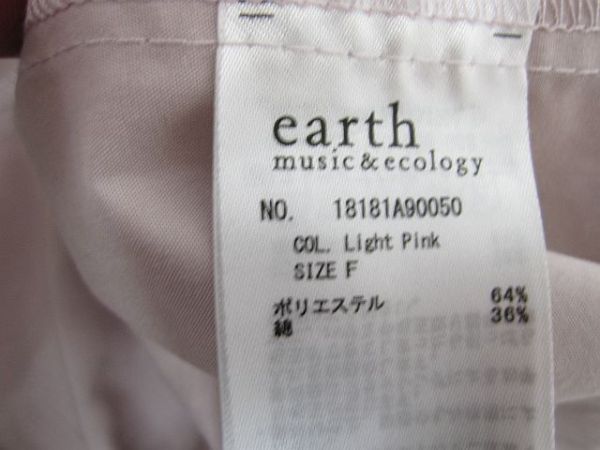 earth
music&ecology
NO. 18181A90050
COL. Light Pink
SIZE F
ポリエステル 64%
綿 36%